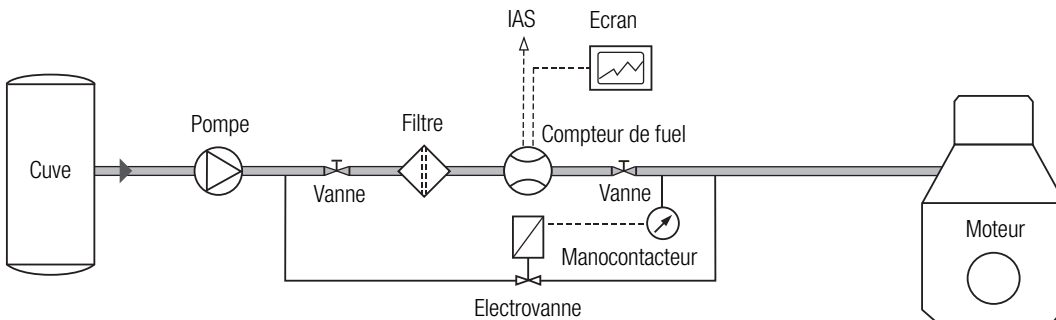 IAS
Ecran
Pompe
Filtre
Compteur de fuel
Cuve
Vanne
Vanne
Manocontacteur
Moteur
Electrovanne